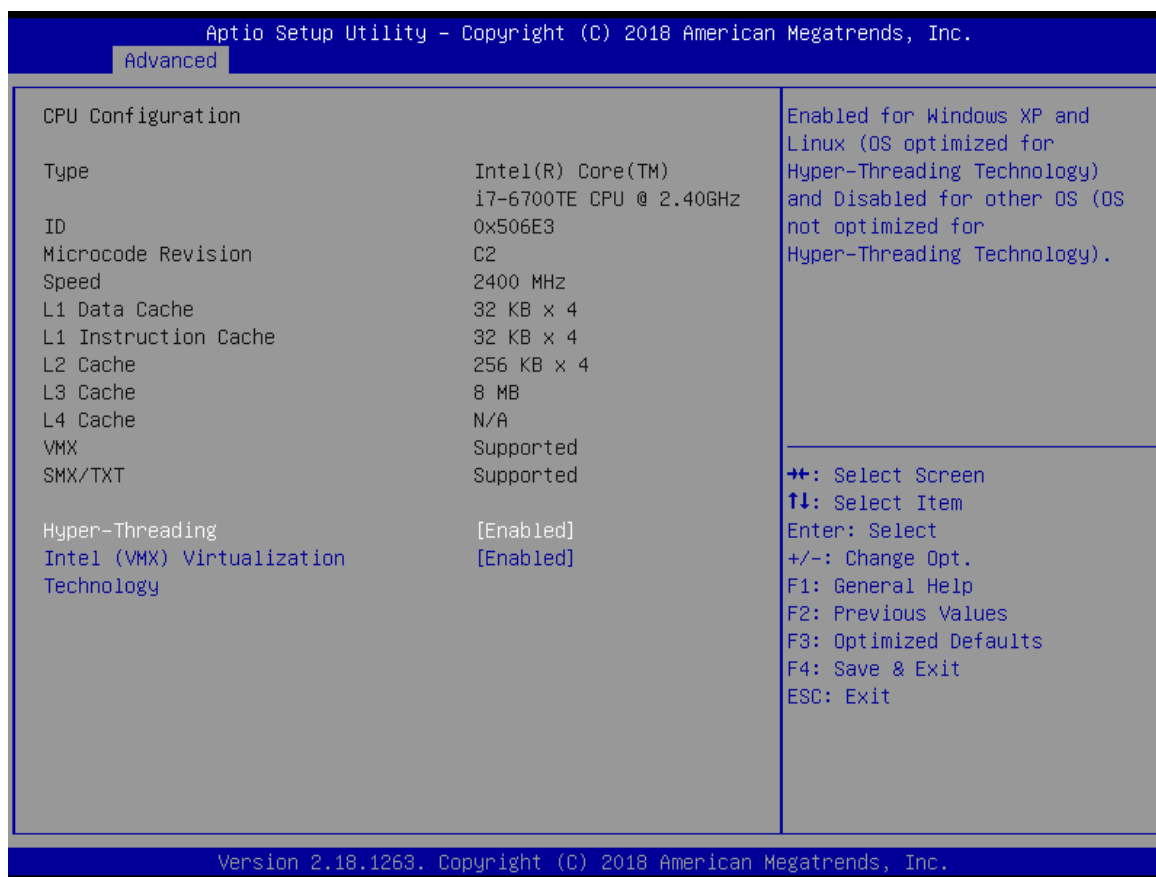 Aptio Setup Utility – Copyright (C) 2018 American Megatrends, Inc.
Advanced
CPU Configuration
Type Intel(R) Core(TM)
i7-6700TE CPU @ 2.40GHz
ID 0x506E3
Microcode Revision C2
Speed 2400 MHz
L1 Data Cache 32 KB x 4
L1 Instruction Cache 32 KB x 4
L2 Cache 256 KB x 4
L3 Cache 8 MB
L4 Cache N/A
VMX Supported
SMX/TXT Supported
Hyper-Threading [Enabled]
Intel (VMX) Virtualization [Enabled]
Technology
Enabled for Windows XP and
Linux (OS optimized for
Hyper-Threading Technology)
and Disabled for other OS (OS
not optimized for
Hyper-Threading Technology).
→←: Select Screen
↑↓: Select Item
Enter: Select
+/-: Change Opt.
F1: General Help
F2: Previous Values
F3: Optimized Defaults
F4: Save & Exit
ESC: Exit
Version 2.18.1263. Copyright (C) 2018 American Megatrends, Inc.